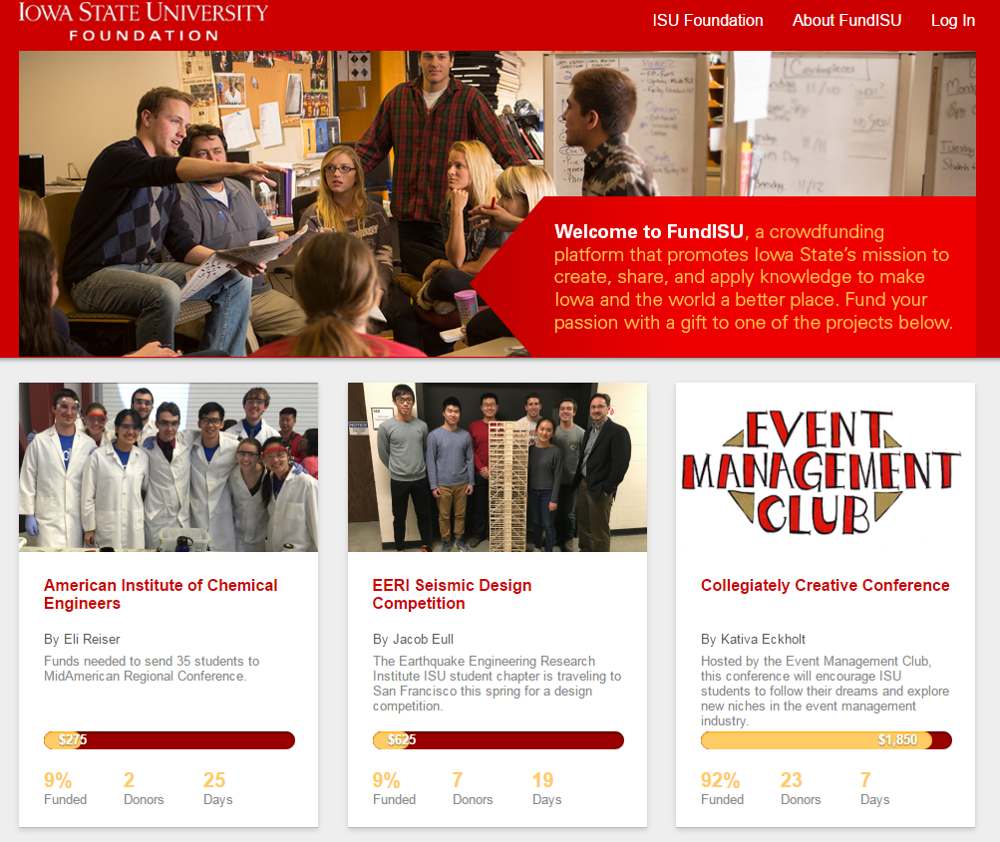 IOWA STATE UNIVERSITY
FOUNDATION
ISU Foundation About FundISU Log In
Welcome to FundISU, a crowdfunding
platform that promotes Iowa State's mission to
create, share, and apply knowledge to make
Iowa and the world a better place. Fund your
passion with a gift to one of the projects below.
EVENT
MANAGEMENT
CLUB
American Institute of Chemical
Engineers
By Eli Reiser
Funds needed to send 35 students to
MidAmerican Regional Conference.
$275
9% 2 25
Funded Donors Days
EERI Seismic Design
Competition
By Jacob Eull
The Earthquake Engineering Research
Institute ISU student chapter is traveling to
San Francisco this spring for a design
competition.
$625
9% 7 19
Funded Donors Days
Collegiately Creative Conference
By Kativa Eckholt
Hosted by the Event Management Club,
this conference will encourage ISU
students to follow their dreams and explore
new niches in the event management
industry.
$1,850
92% 23 7
Funded Donors Days